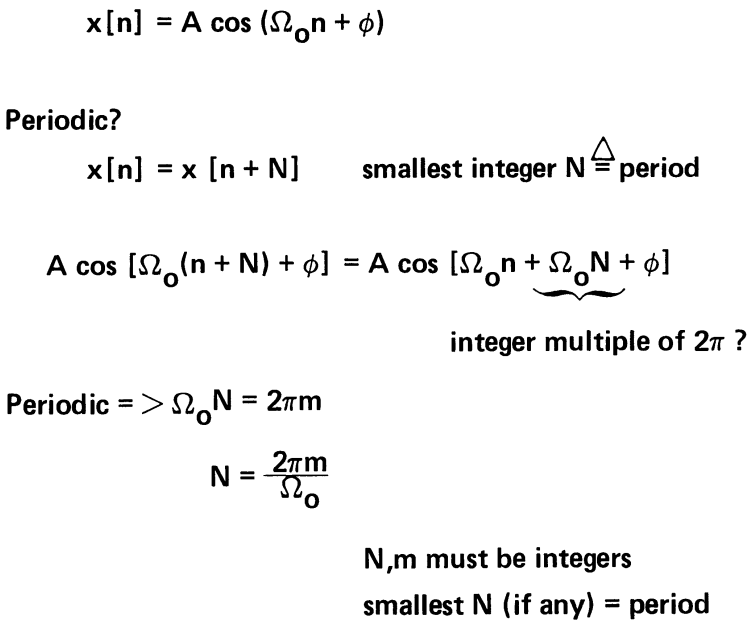 x[n] = A cos (Ωₒn + ϕ)
Periodic?
x[n] = x [n + N] smallest integer N ≜ period
A cos [Ωₒ(n + N) + ϕ] = A cos [Ωₒn + ΩₒN + ϕ]
integer multiple of 2π ?
Periodic = > ΩₒN = 2πm
N = 2πm / Ωₒ
N,m must be integers
smallest N (if any) = period